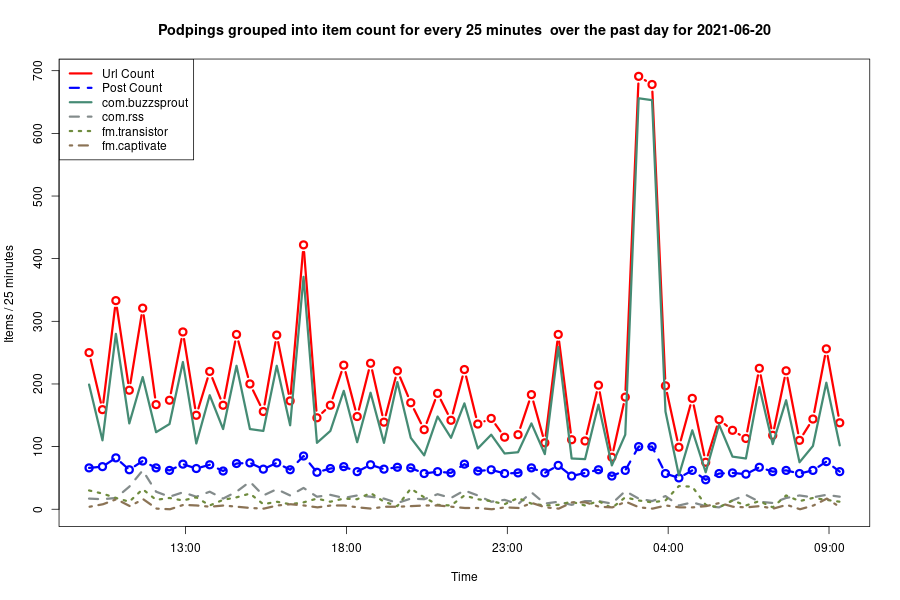 Podpings grouped into item count for every 25 minutes  over the past day for 2021-06-20
Url Count
Post Count
com.buzzsprout
com.rss
fm.transistor
fm.captivate
700
600
500
400
300
200
100
0
Items / 25 minutes
13:00
18:00
23:00
04:00
09:00
Time